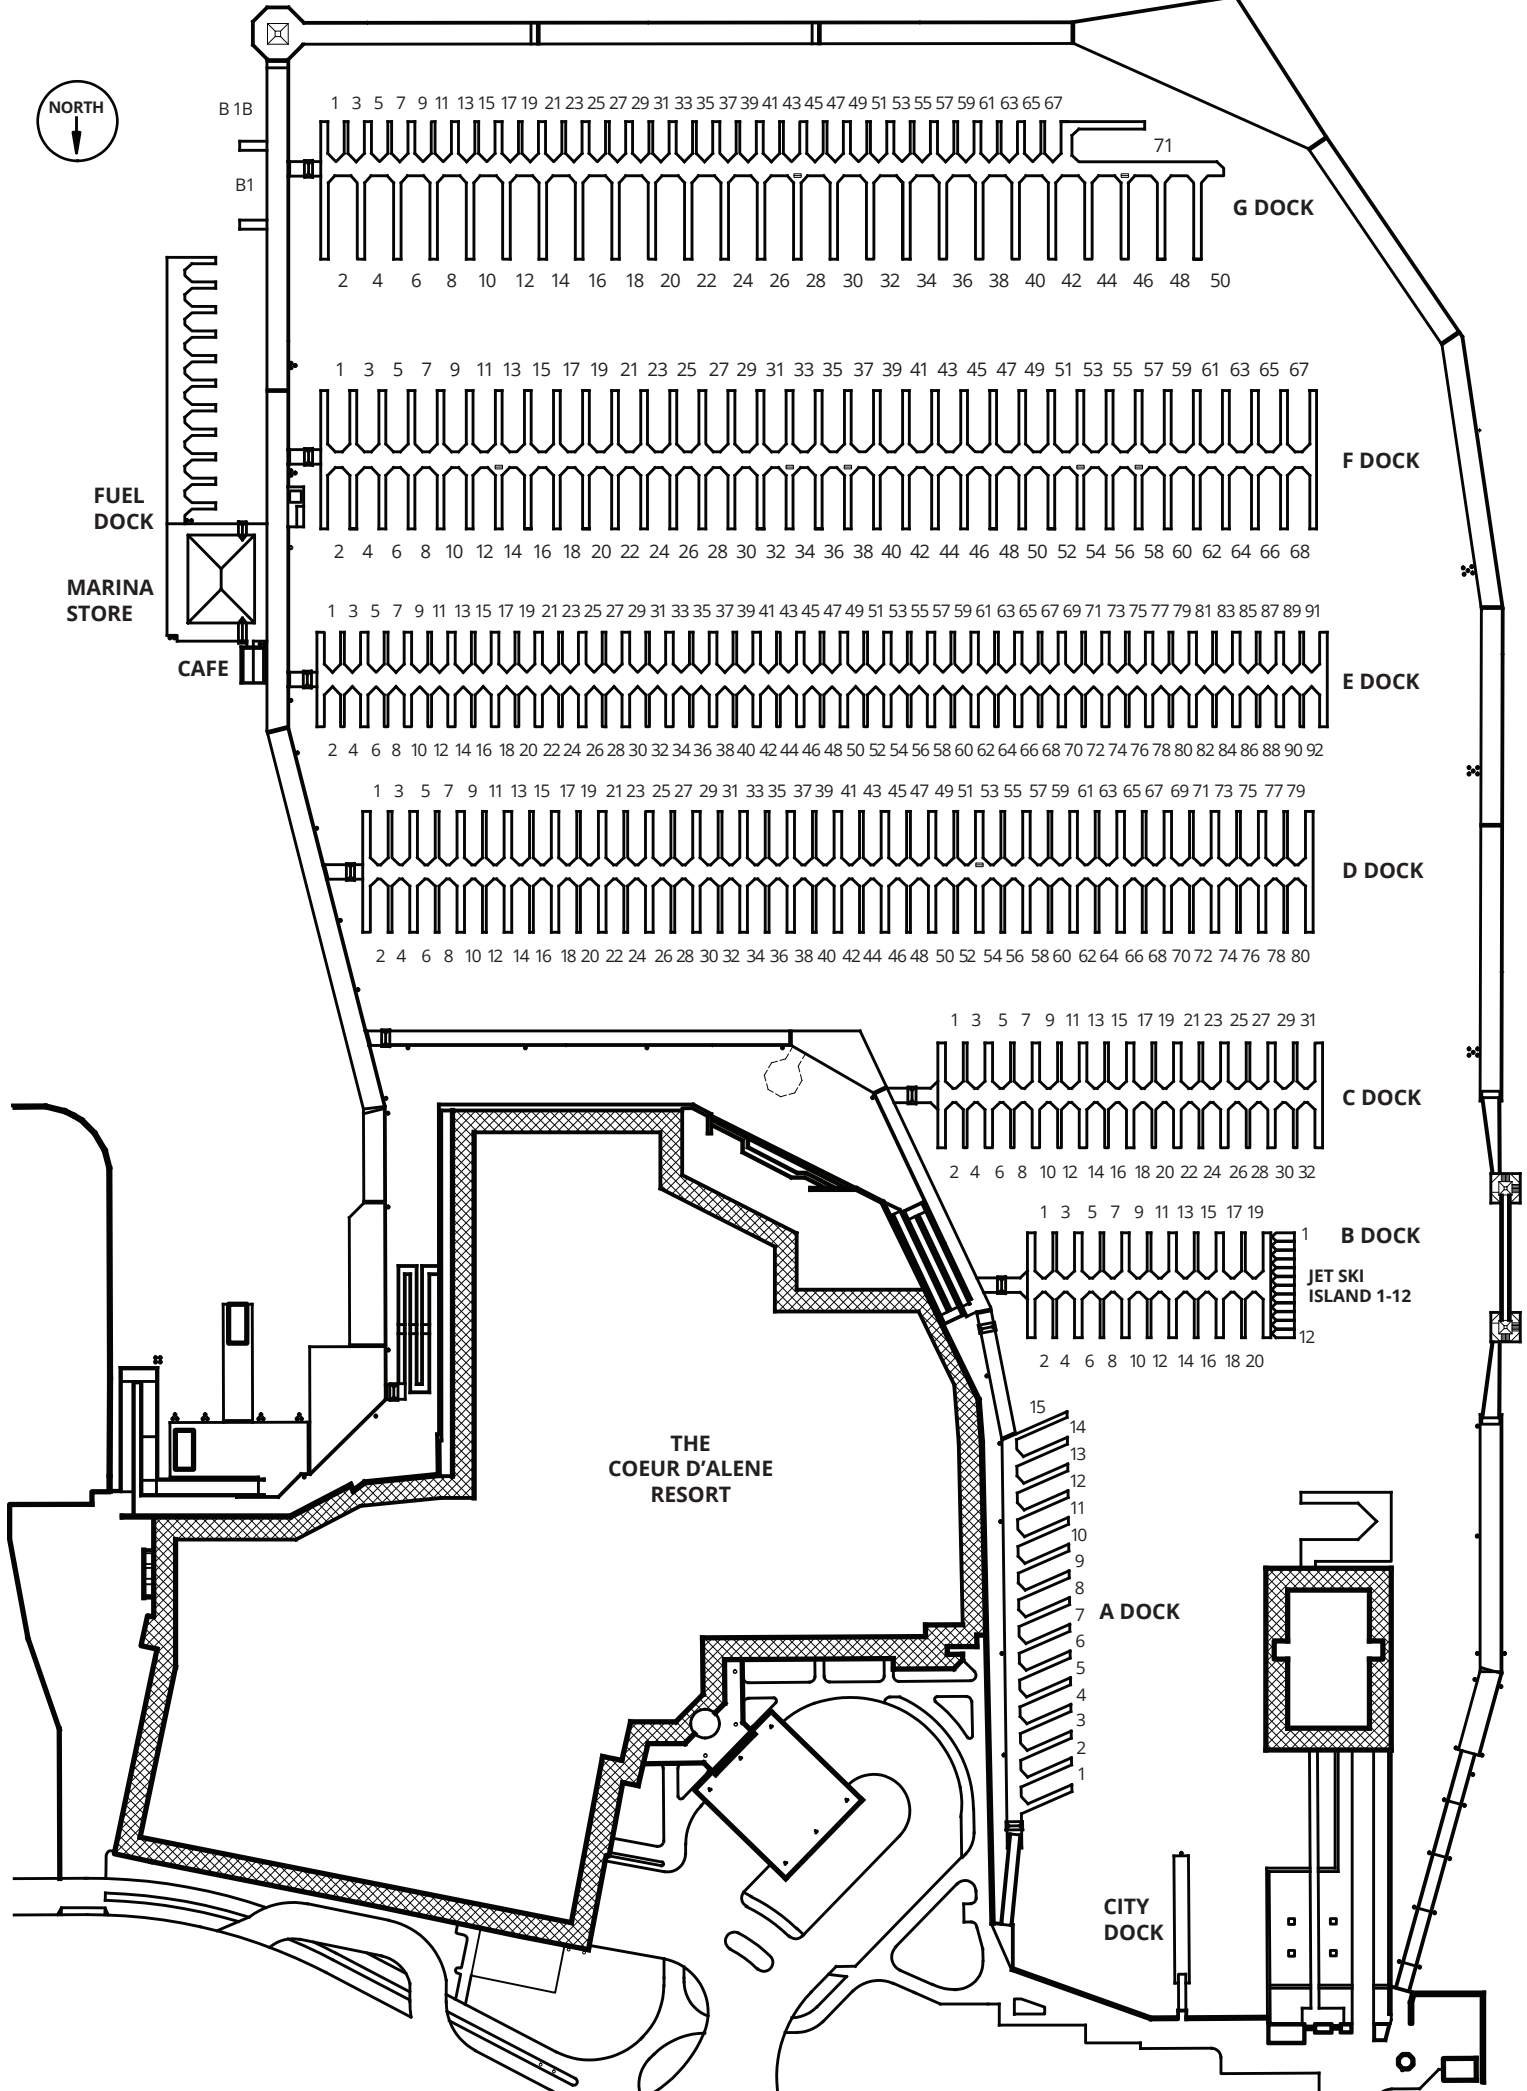 NORTH
B 1B
B1
1 3 5 7 9 11 13 15 17 19 21 23 25 27 29 31 33 35 37 39 41 43 45 47 49 51 53 55 57 59 61 63 65 67
71
G DOCK
2 4 6 8 10 12 14 16 18 20 22 24 26 28 30 32 34 36 38 40 42 44 46 48 50
1 3 5 7 9 11 13 15 17 19 21 23 25 27 29 31 33 35 37 39 41 43 45 47 49 51 53 55 57 59 61 63 65 67
F DOCK
2 4 6 8 10 12 14 16 18 20 22 24 26 28 30 32 34 36 38 40 42 44 46 48 50 52 54 56 58 60 62 64 66 68
FUEL
DOCK
MARINA
STORE
CAFE
1 3 5 7 9 11 13 15 17 19 21 23 25 27 29 31 33 35 37 39 41 43 45 47 49 51 53 55 57 59 61 63 65 67 69 71 73 75 77 79 81 83 85 87 89 91
E DOCK
2 4 6 8 10 12 14 16 18 20 22 24 26 28 30 32 34 36 38 40 42 44 46 48 50 52 54 56 58 60 62 64 66 68 70 72 74 76 78 80 82 84 86 88 90 92
1 3 5 7 9 11 13 15 17 19 21 23 25 27 29 31 33 35 37 39 41 43 45 47 49 51 53 55 57 59 61 63 65 67 69 71 73 75 77 79
D DOCK
2 4 6 8 10 12 14 16 18 20 22 24 26 28 30 32 34 36 38 40 42 44 46 48 50 52 54 56 58 60 62 64 66 68 70 72 74 76 78 80
1 3 5 7 9 11 13 15 17 19 21 23 25 27 29 31
C DOCK
2 4 6 8 10 12 14 16 18 20 22 24 26 28 30 32
1 3 5 7 9 11 13 15 17 19
1
B DOCK
JET SKI
ISLAND 1-12
12
2 4 6 8 10 12 14 16 18 20
15
14
13
12
11
10
9
8
7
6
5
4
3
2
1
A DOCK
THE
COEUR D'ALENE
RESORT
CITY
DOCK